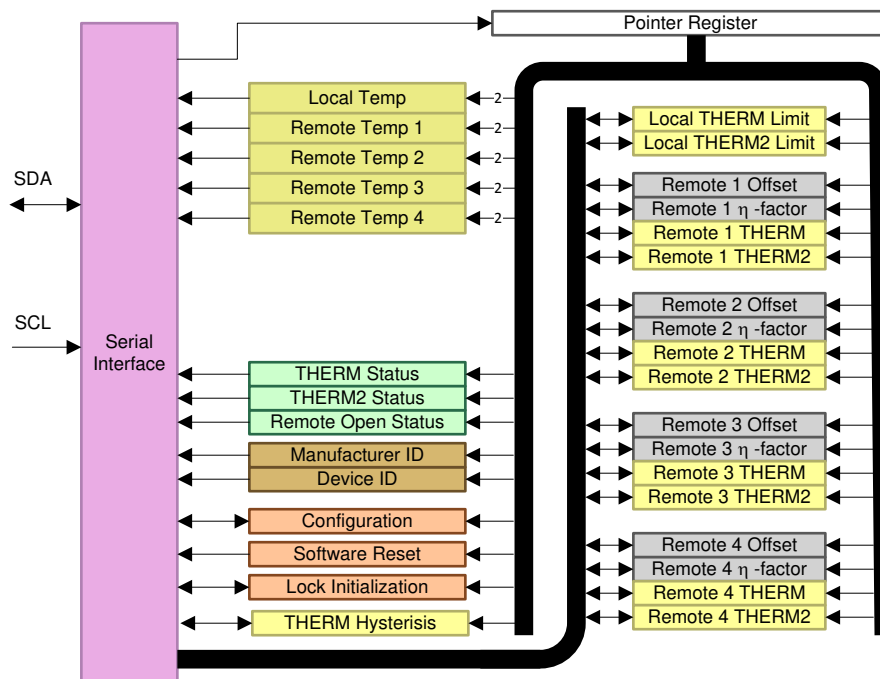 Pointer Register
Local Temp
2
Remote Temp 1
2
Remote Temp 2
2
Remote Temp 3
2
Remote Temp 4
2
SDA
SCL
Serial
Interface
THERM Status
THERM2 Status
Remote Open Status
Manufacturer ID
Device ID
Configuration
Software Reset
Lock Initialization
THERM Hysterisis
Local THERM Limit
Local THERM2 Limit
Remote 1 Offset
Remote 1 η -factor
Remote 1 THERM
Remote 1 THERM2
Remote 2 Offset
Remote 2 η -factor
Remote 2 THERM
Remote 2 THERM2
Remote 3 Offset
Remote 3 η -factor
Remote 3 THERM
Remote 3 THERM2
Remote 4 Offset
Remote 4 η -factor
Remote 4 THERM
Remote 4 THERM2